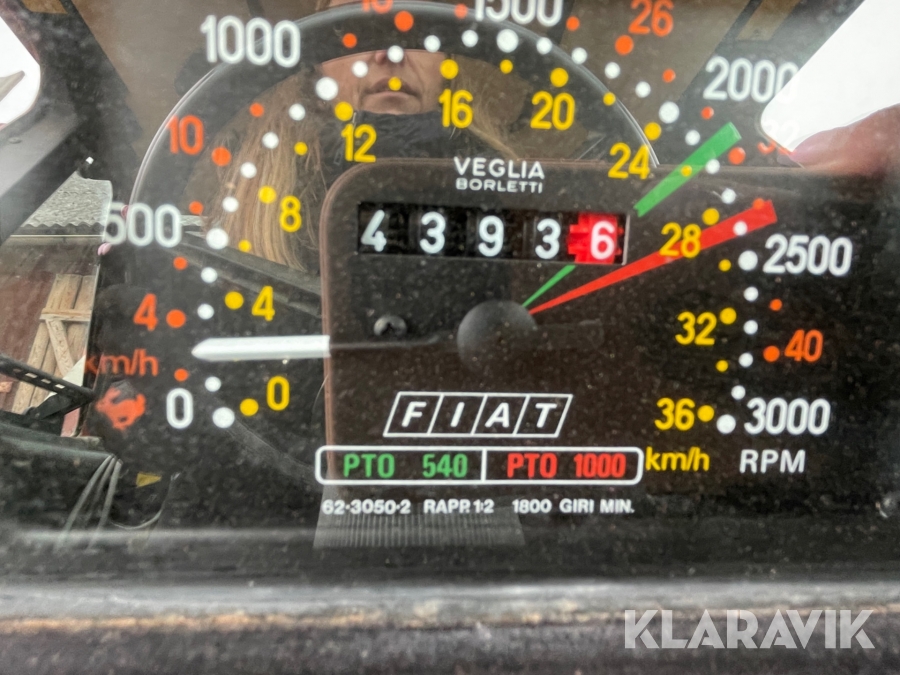 1500
26
1000
2000
10
20
16
12
24
VEGLIA
BORLETTI
8
500
4 3 9 3 6
28
2500
4
4
32
40
km/h
0
0
FIAT
36
3000
PTO 540 PTO 1000
km/h RPM
62-3050-2 RAPP. 1:2 1800 GIRI MIN.
KLARAVIK